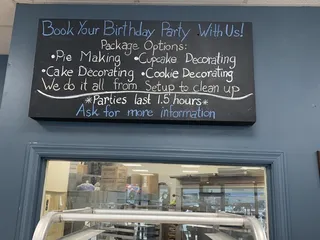 Book Your Birthday Party With Us!
Package Options:
•Pie Making •Cupcake Decorating
•Cake Decorating •Cookie Decorating
We do it all from Setup to clean up
*Parties last 1.5 hours*
Ask for more information